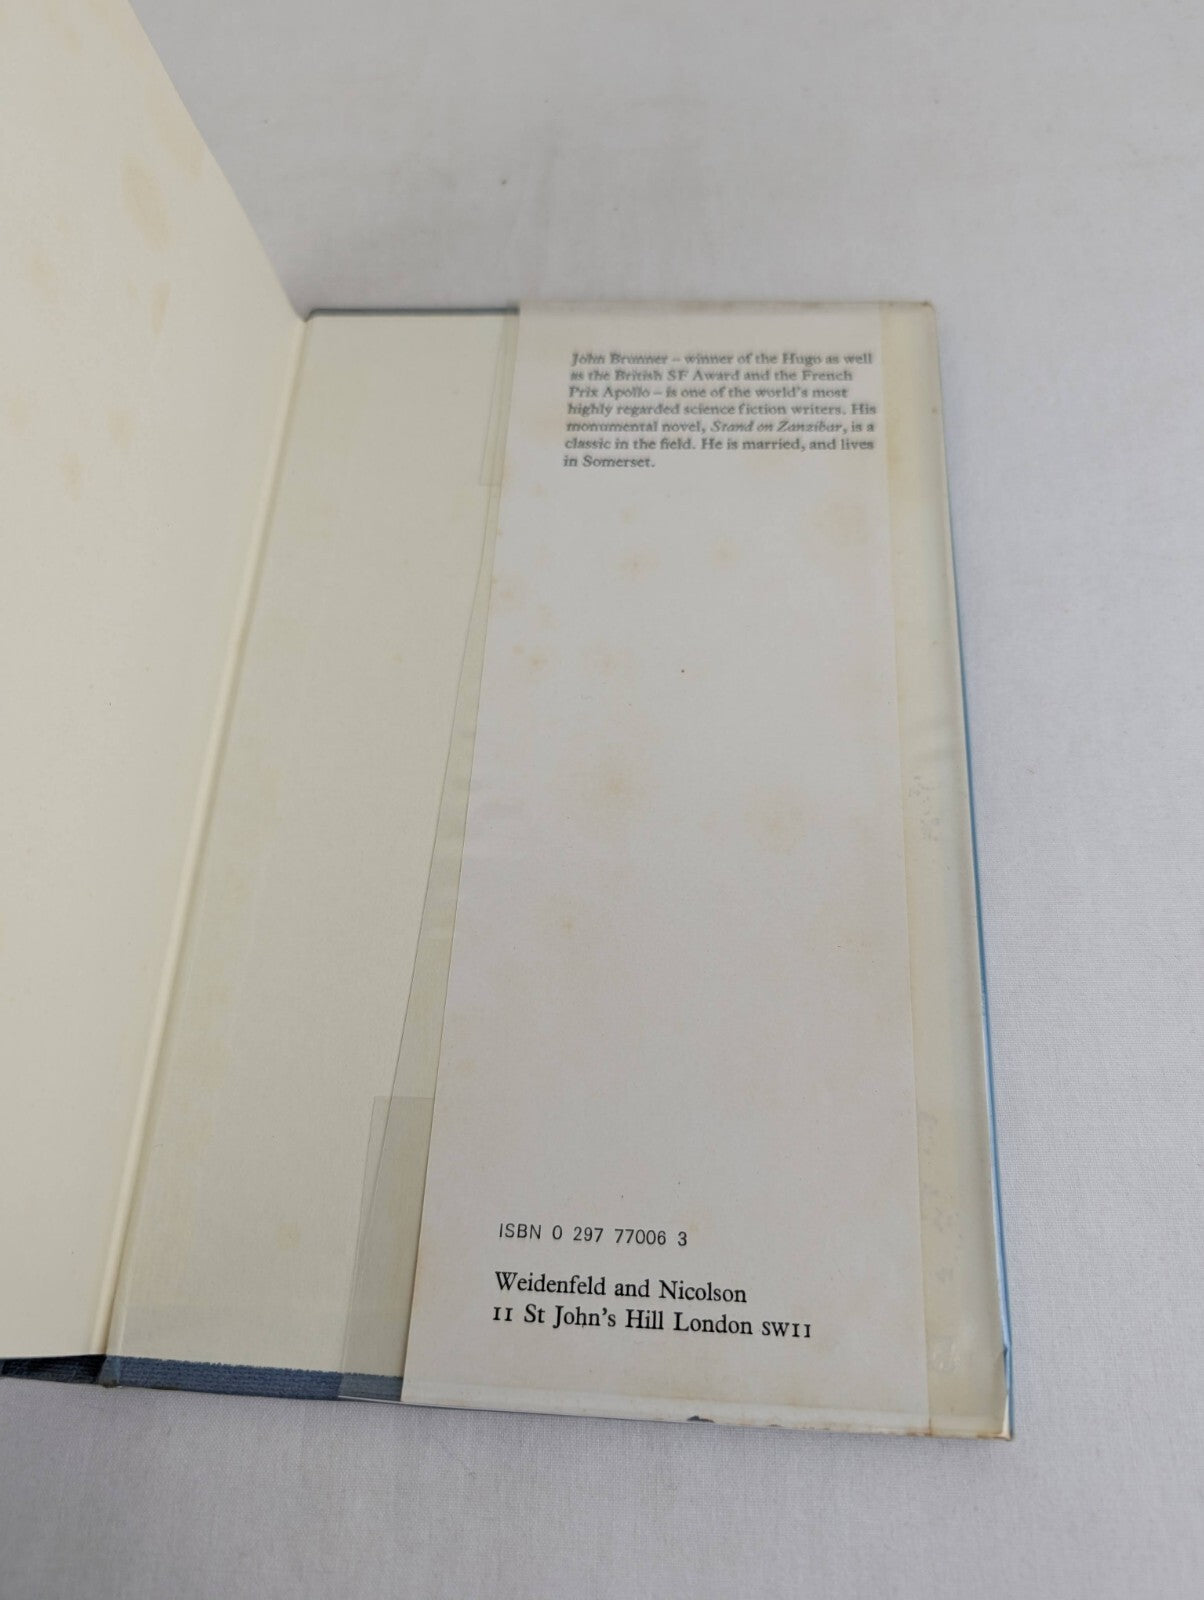 John Brunner – winner of the Hugo as well
as the British SF Award and the French
Prix Apollo – is one of the world's most
highly regarded science fiction writers. His
monumental novel, Stand on Zanzibar, is a
classic in the field. He is married, and lives
in Somerset.
ISBN 0 297 77006 3
Weidenfeld and Nicolson
11 St John's Hill London SW11